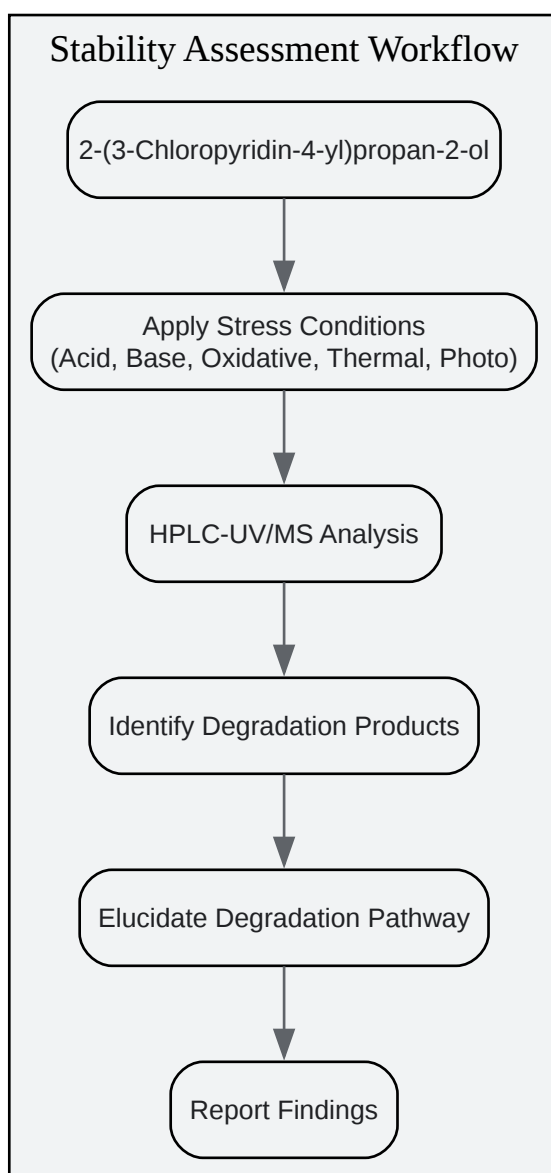 Stability Assessment Workflow
2-(3-Chloropyridin-4-yl)propan-2-ol
Apply Stress Conditions
(Acid, Base, Oxidative, Thermal, Photo)
HPLC-UV/MS Analysis
Identify Degradation Products
Elucidate Degradation Pathway
Report Findings